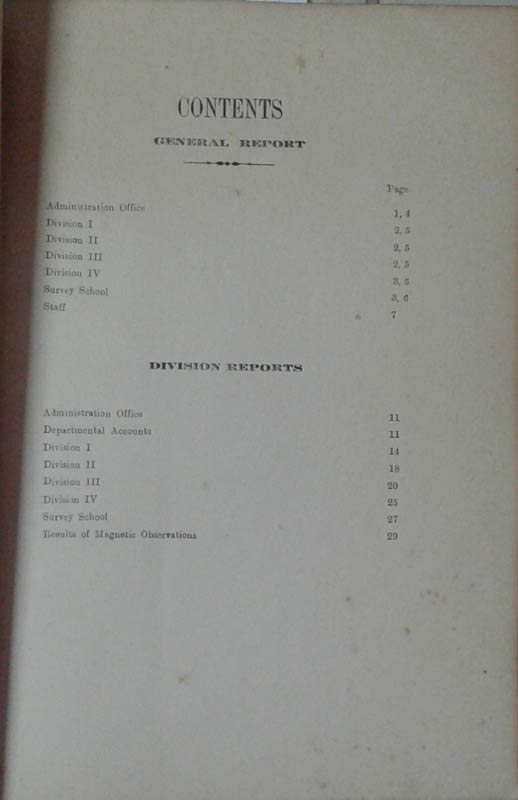 CONTENTS
GENERAL REPORT
Page
Administration Office 1, 4
Division I 2, 5
Division II 2, 5
Division III 2, 5
Division IV 3, 5
Survey School 3, 6
Staff 7
DIVISION REPORTS
Administration Office 11
Departmental Accounts 11
Division I 14
Division II 18
Division III 20
Division IV 25
Survey School 27
Results of Magnetic Observations 29